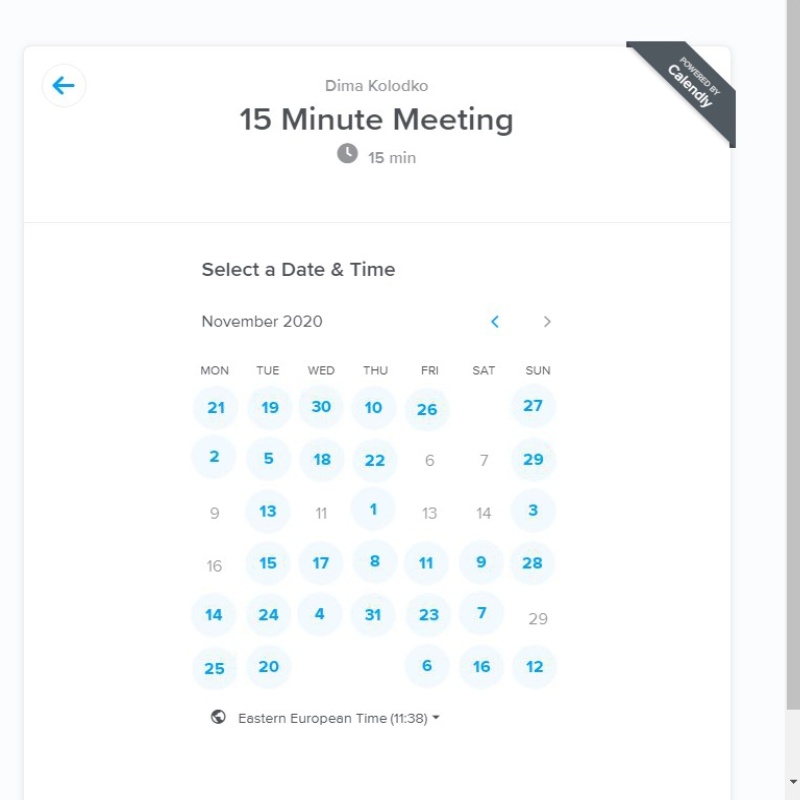 POWERED BY
Calendly
Dima Kolodko
15 Minute Meeting
15 min
Select a Date & Time
November 2020
MON TUE WED THU FRI SAT SUN
21 19 30 10 26 27
2 5 18 22 6 7 29
9 13 11 1 13 14 3
16 15 17 8 11 9 28
14 24 4 31 23 7 29
25 20 6 16 12
Eastern European Time (11:38)